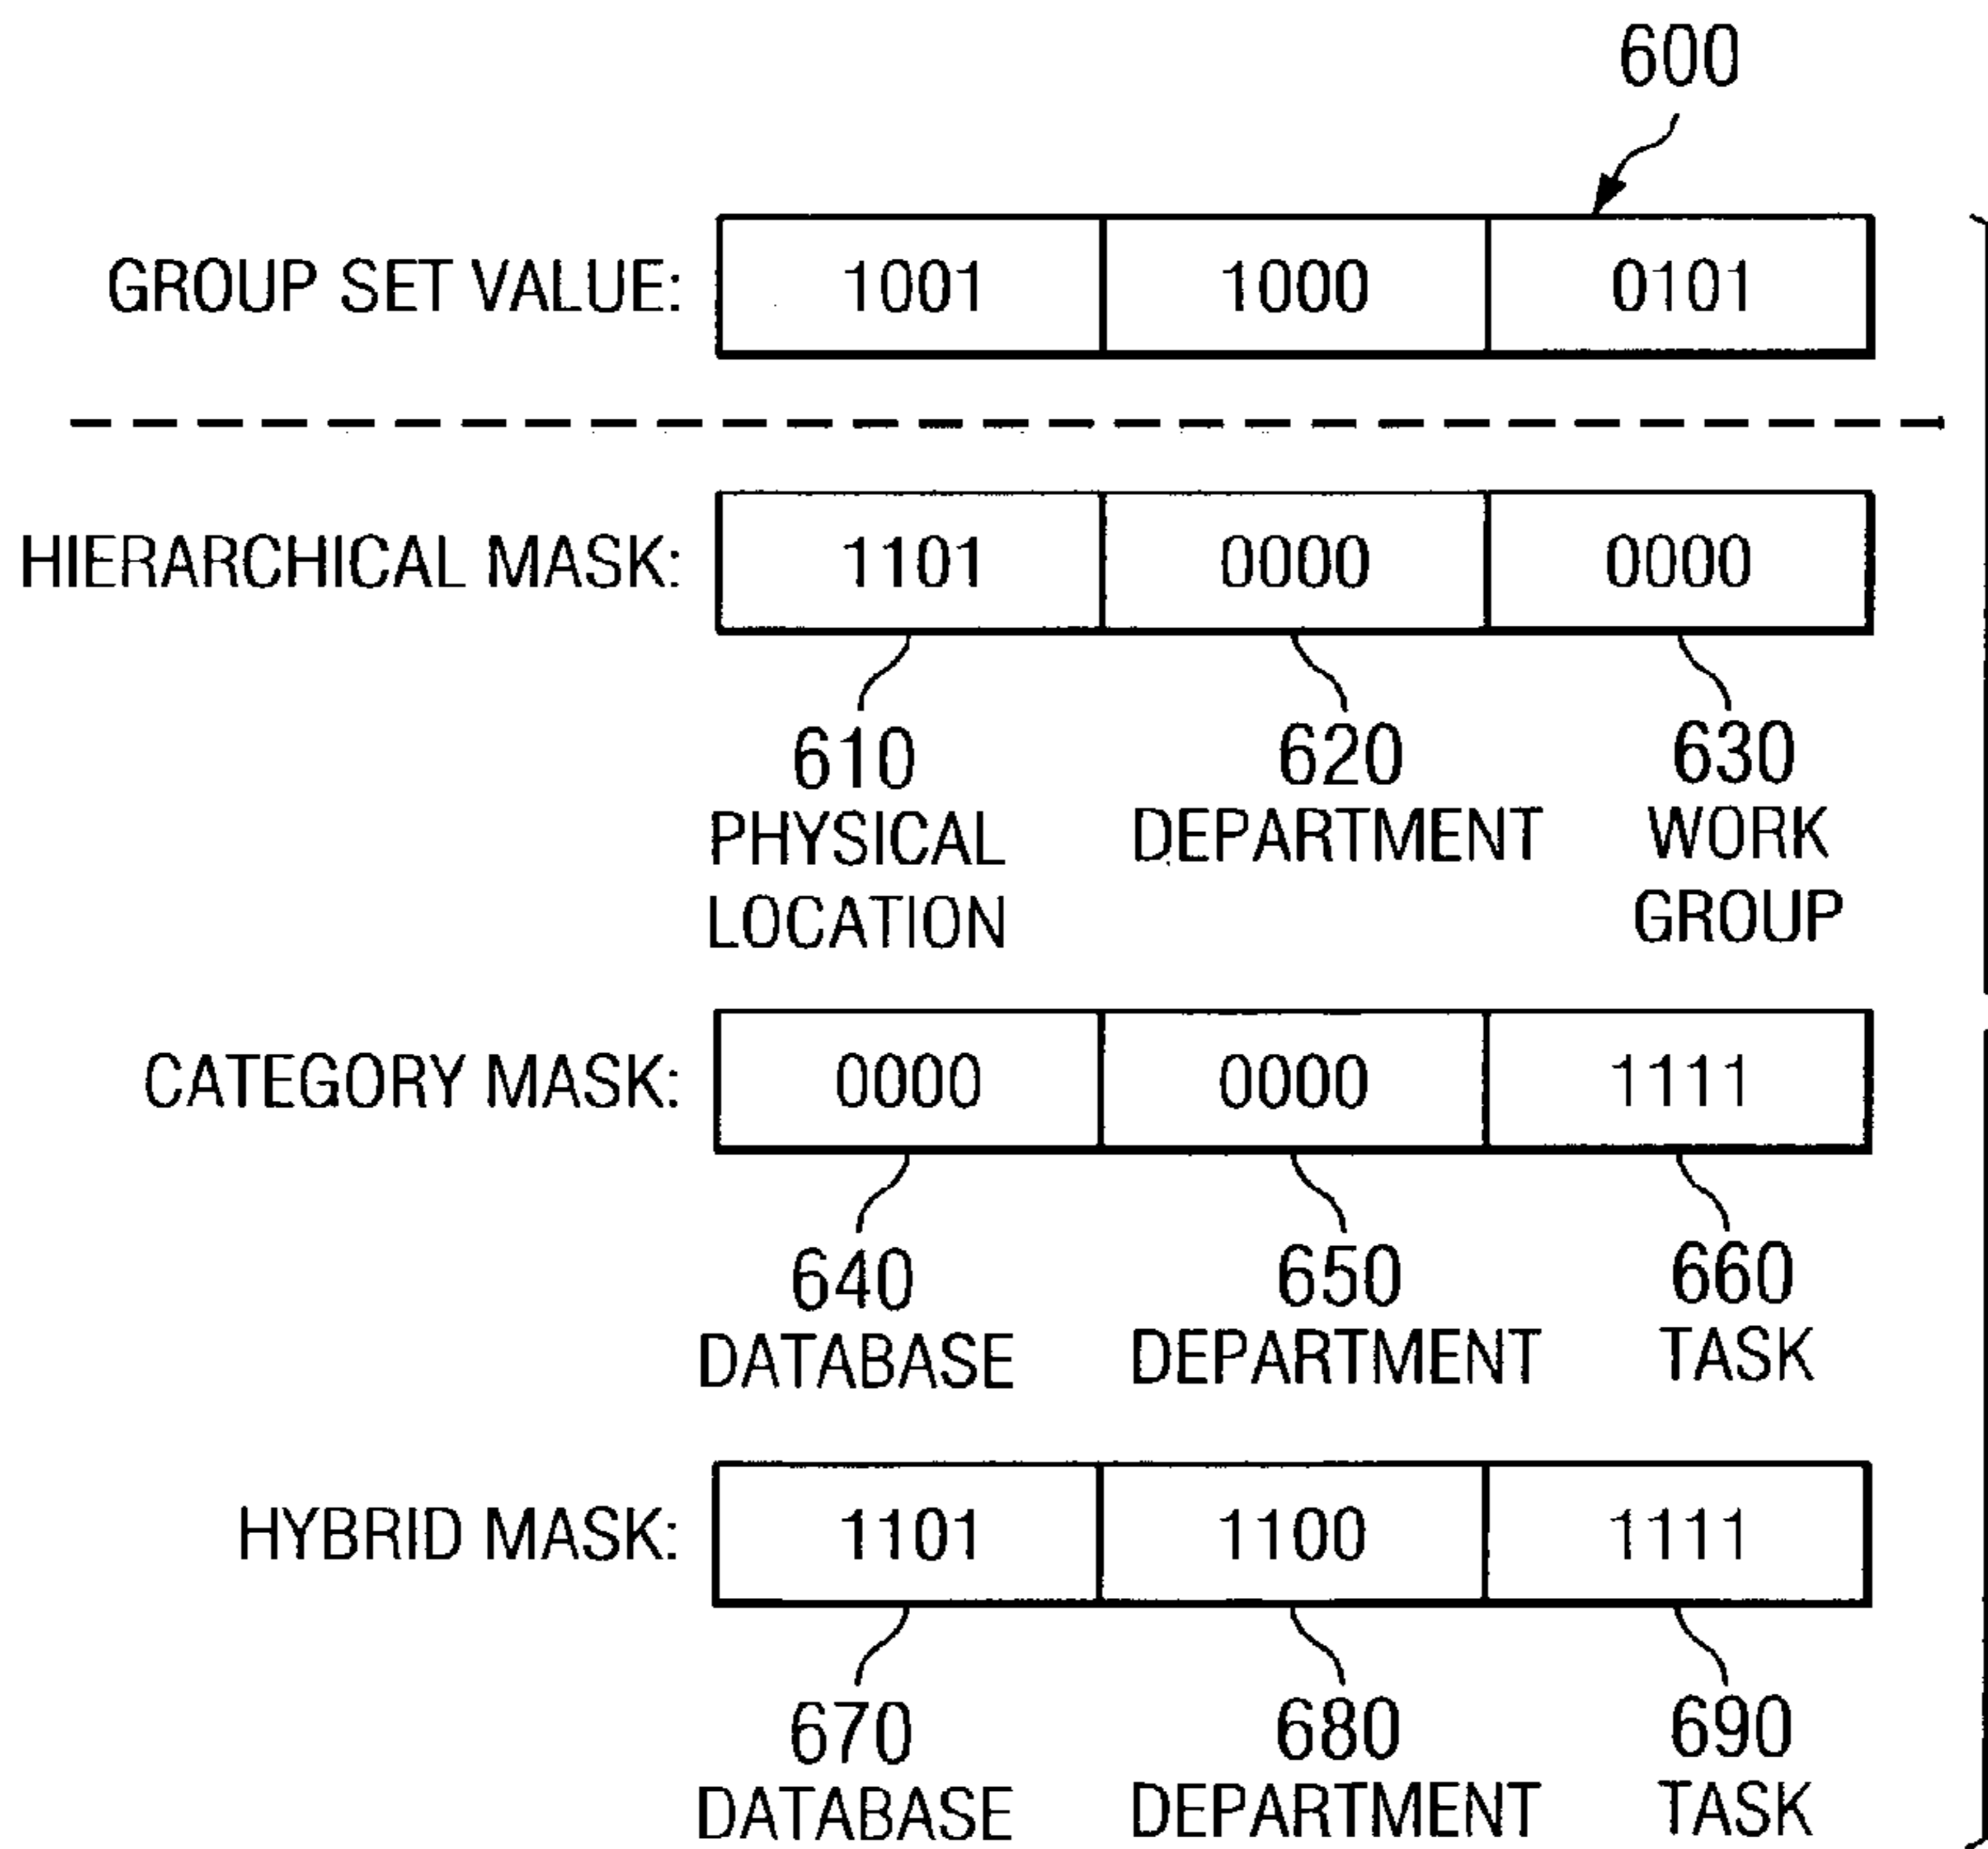 600
GROUP SET VALUE: 1001 1000 0101
HIERARCHICAL MASK: 1101 0000 0000
610 620 630
PHYSICAL DEPARTMENT WORK
LOCATION GROUP
CATEGORY MASK: 0000 0000 1111
640 650 660
DATABASE DEPARTMENT TASK
HYBRID MASK: 1101 1100 1111
670 680 690
DATABASE DEPARTMENT TASK